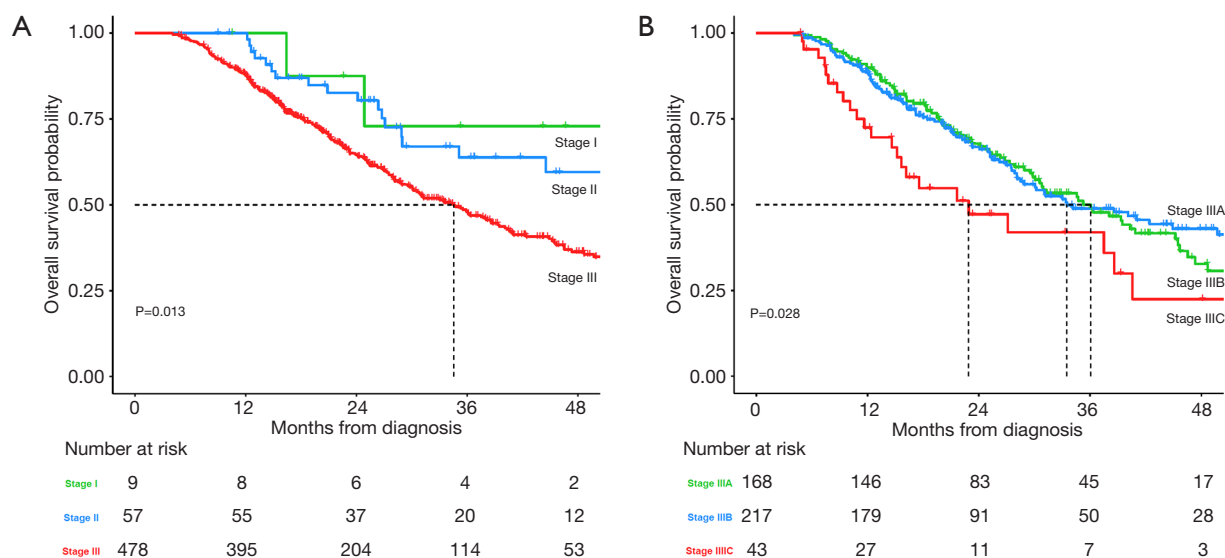 A
Overall survival probability
1.00
0.75
0.50
0.25
0.00
Stage I
Stage II
Stage III
P=0.013
0 12 24 36 48
Months from diagnosis
Number at risk
Stage I 9 8 6 4 2
Stage II 57 55 37 20 12
Stage III 478 395 204 114 53
B
Overall survival probability
1.00
0.75
0.50
0.25
0.00
Stage IIIA
Stage IIIB
Stage IIIC
P=0.028
0 12 24 36 48
Months from diagnosis
Number at risk
Stage IIIA 168 146 83 45 17
Stage IIIB 217 179 91 50 28
Stage IIIIC 43 27 11 7 3